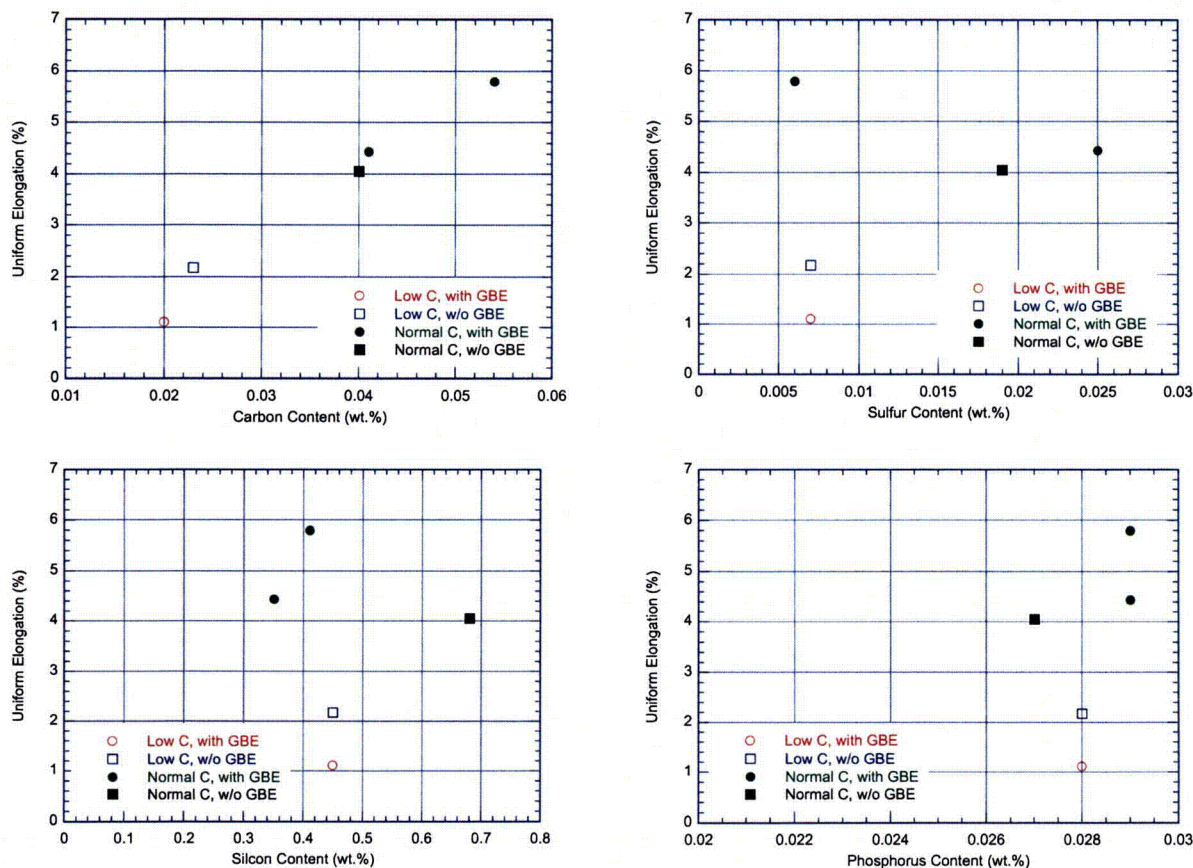 7
6
5
4
3
2
1
0
Uniform Elongation (%)
Low C, with GBE
Low C, w/o GBE
Normal C, with GBE
Normal C, w/o GBE
0.01 0.02 0.03 0.04 0.05 0.06
Carbon Content (wt.%)
7
6
5
4
3
2
1
0
Uniform Elongation (%)
Low C, with GBE
Low C, w/o GBE
Normal C, with GBE
Normal C, w/o GBE
0 0.005 0.01 0.015 0.02 0.025 0.03
Sulfur Content (wt.%)
7
6
5
4
3
2
1
0
Uniform Elongation (%)
Low C, with GBE
Low C, w/o GBE
Normal C, with GBE
Normal C, w/o GBE
0 0.1 0.2 0.3 0.4 0.5 0.6 0.7 0.8
Silcon Content (wt.%)
7
6
5
4
3
2
1
0
Uniform Elongation (%)
Low C, with GBE
Low C, w/o GBE
Normal C, with GBE
Normal C, w/o GBE
0.02 0.022 0.024 0.026 0.028 0.03
Phosphorus Content (wt.%)